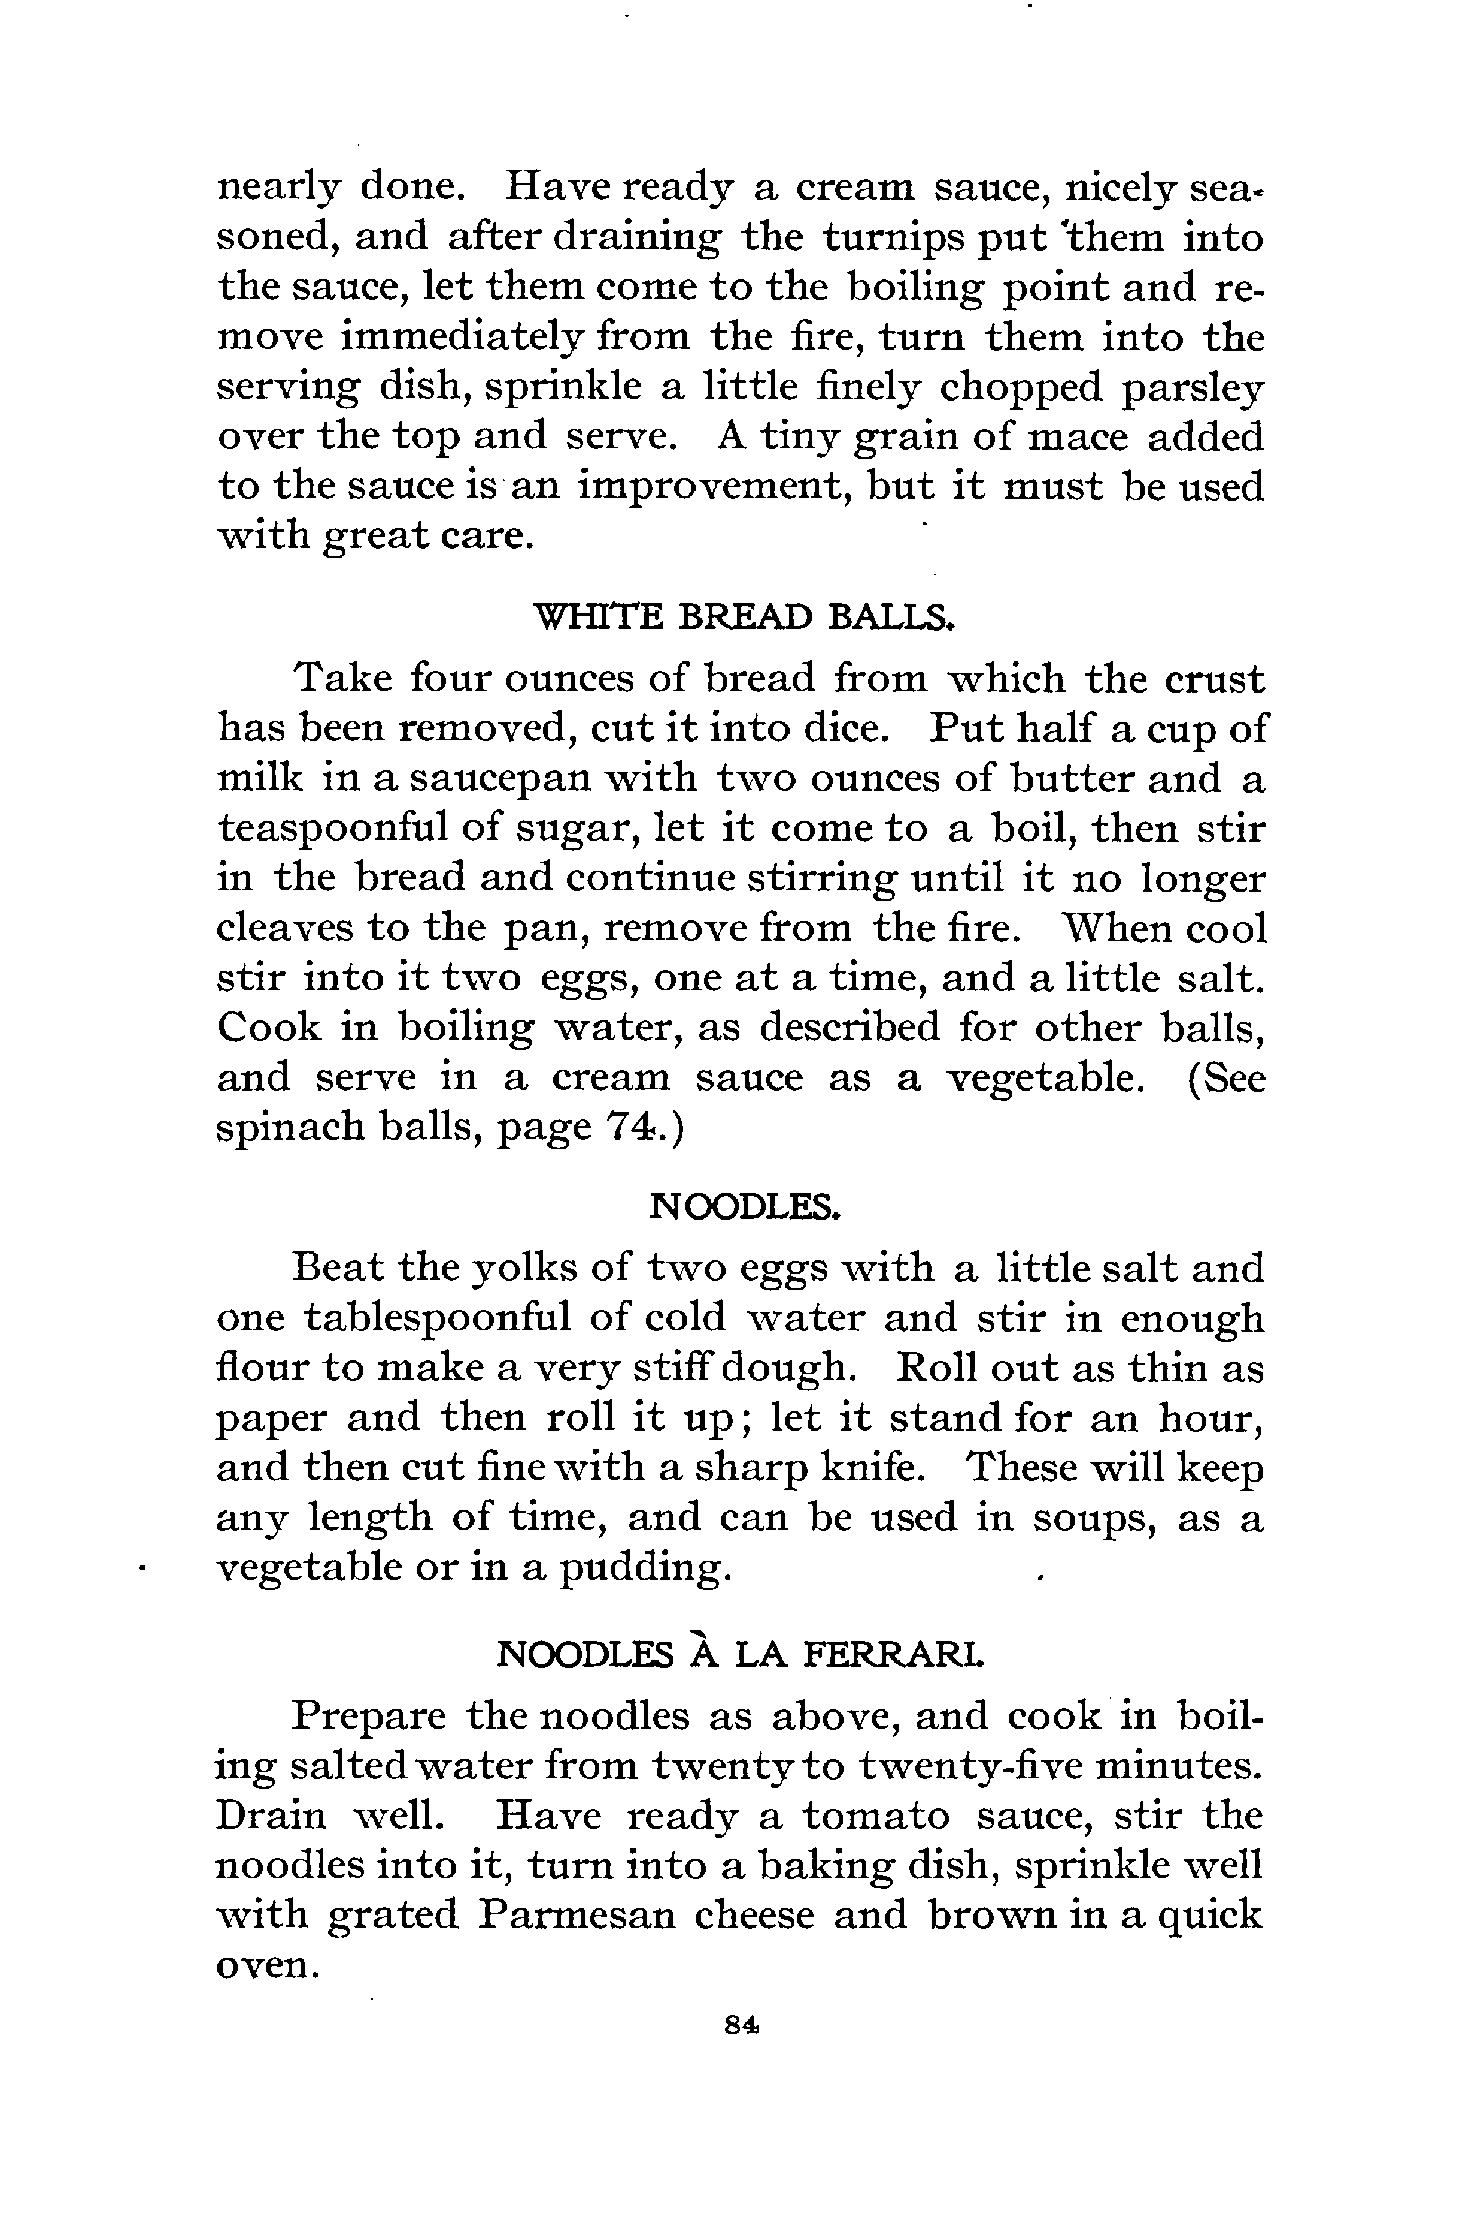 nearly done. Have ready a cream sauce, nicely sea-
soned, and after draining the turnips put them into
the sauce, let them come to the boiling point and re-
move immediately from the fire, turn them into the
serving dish, sprinkle a little finely chopped parsley
over the top and serve. A tiny grain of mace added
to the sauce is an improvement, but it must be used
with great care.
WHITE BREAD BALLS.
Take four ounces of bread from which the crust
has been removed, cut it into dice. Put half a cup of
milk in a saucepan with two ounces of butter and a
teaspoonful of sugar, let it come to a boil, then stir
in the bread and continue stirring until it no longer
cleaves to the pan, remove from the fire. When cool
stir into it two eggs, one at a time, and a little salt.
Cook in boiling water, as described for other balls,
and serve in a cream sauce as a vegetable. (See
spinach balls, page 74.)
NOODLES.
Beat the yolks of two eggs with a little salt and
one tablespoonful of cold water and stir in enough
flour to make a very stiff dough. Roll out as thin as
paper and then roll it up; let it stand for an hour,
and then cut fine with a sharp knife. These will keep
any length of time, and can be used in soups, as a
vegetable or in a pudding.
NOODLES À LA FERRARI.
Prepare the noodles as above, and cook in boil-
ing salted water from twenty to twenty-five minutes.
Drain well. Have ready a tomato sauce, stir the
noodles into it, turn into a baking dish, sprinkle well
with grated Parmesan cheese and brown in a quick
oven.
84